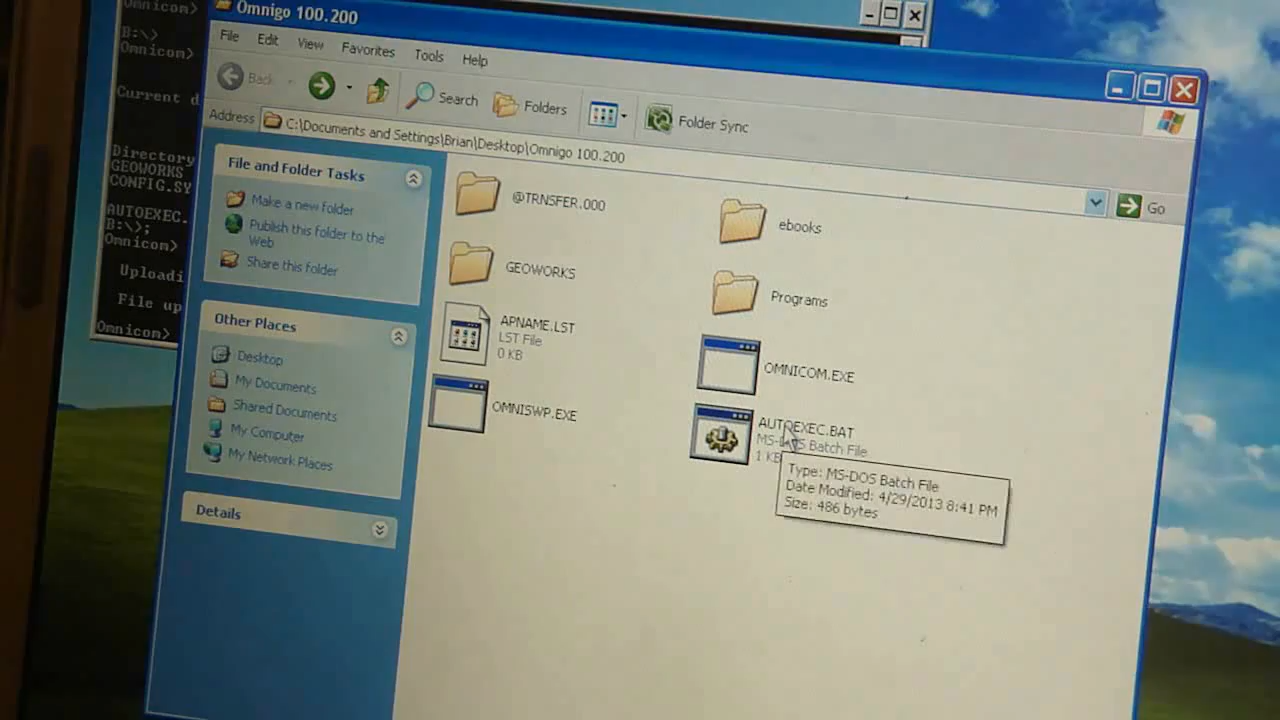 Omnicom>
B:\>
Omnicom>
Current d
Directory
GEOWORKS
CONFIG.SY
AUTOEXEC.
B:\>;
Omnicom>
Uploadi
File up
Omnicom>
Omnigo 100.200
File Edit View Favorites Tools Help
Back Search Folders Folder Sync
Address C:\Documents and Settings\Brian\Desktop\Omnigo 100.200 Go
File and Folder Tasks
Make a new folder
Publish this folder to the
Web
Share this folder
Other Places
Desktop
My Documents
Shared Documents
My Computer
My Network Places
Details
@TRNSFER.000
ebooks
GEOWORKS
Programs
APNAME.LST
LST File
0 KB
OMNICOM.EXE
OMNISWP.EXE
AUTOEXEC.BAT
MS-DOS Batch File
1 KB
Type: MS-DOS Batch File
Date Modified: 4/29/2013 8:41 PM
Size: 486 bytes